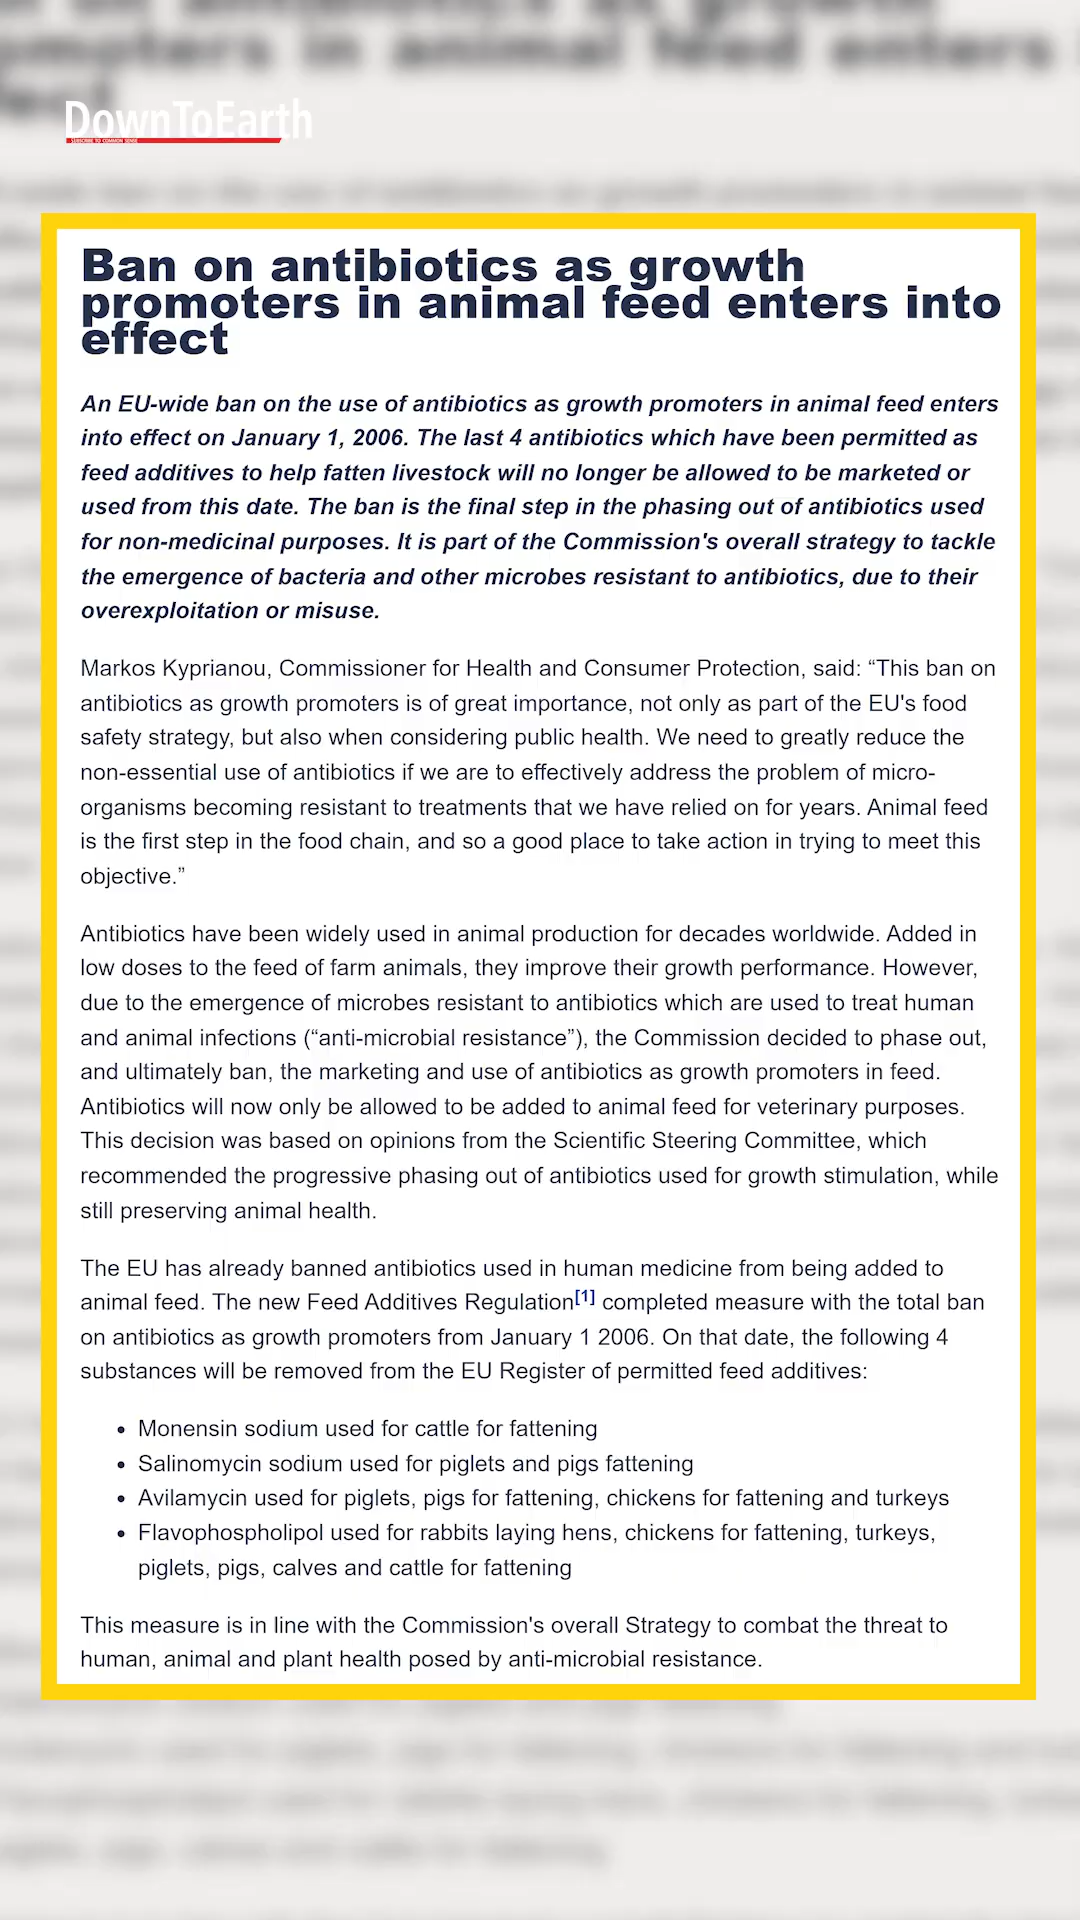 DownToEarth
SUBSCRIBE TO COMMON SENSE
Ban on antibiotics as growth
promoters in animal feed enters into
effect
An EU-wide ban on the use of antibiotics as growth promoters in animal feed enters
into effect on January 1, 2006. The last 4 antibiotics which have been permitted as
feed additives to help fatten livestock will no longer be allowed to be marketed or
used from this date. The ban is the final step in the phasing out of antibiotics used
for non-medicinal purposes. It is part of the Commission's overall strategy to tackle
the emergence of bacteria and other microbes resistant to antibiotics, due to their
overexploitation or misuse.
Markos Kyprianou, Commissioner for Health and Consumer Protection, said: “This ban on
antibiotics as growth promoters is of great importance, not only as part of the EU's food
safety strategy, but also when considering public health. We need to greatly reduce the
non-essential use of antibiotics if we are to effectively address the problem of micro-
organisms becoming resistant to treatments that we have relied on for years. Animal feed
is the first step in the food chain, and so a good place to take action in trying to meet this
objective.”
Antibiotics have been widely used in animal production for decades worldwide. Added in
low doses to the feed of farm animals, they improve their growth performance. However,
due to the emergence of microbes resistant to antibiotics which are used to treat human
and animal infections (“anti-microbial resistance”), the Commission decided to phase out,
and ultimately ban, the marketing and use of antibiotics as growth promoters in feed.
Antibiotics will now only be allowed to be added to animal feed for veterinary purposes.
This decision was based on opinions from the Scientific Steering Committee, which
recommended the progressive phasing out of antibiotics used for growth stimulation, while
still preserving animal health.
The EU has already banned antibiotics used in human medicine from being added to
animal feed. The new Feed Additives Regulation[1] completed measure with the total ban
on antibiotics as growth promoters from January 1 2006. On that date, the following 4
substances will be removed from the EU Register of permitted feed additives:
• Monensin sodium used for cattle for fattening
• Salinomycin sodium used for piglets and pigs fattening
• Avilamycin used for piglets, pigs for fattening, chickens for fattening and turkeys
• Flavophospholipol used for rabbits laying hens, chickens for fattening, turkeys,
piglets, pigs, calves and cattle for fattening
This measure is in line with the Commission's overall Strategy to combat the threat to
human, animal and plant health posed by anti-microbial resistance.